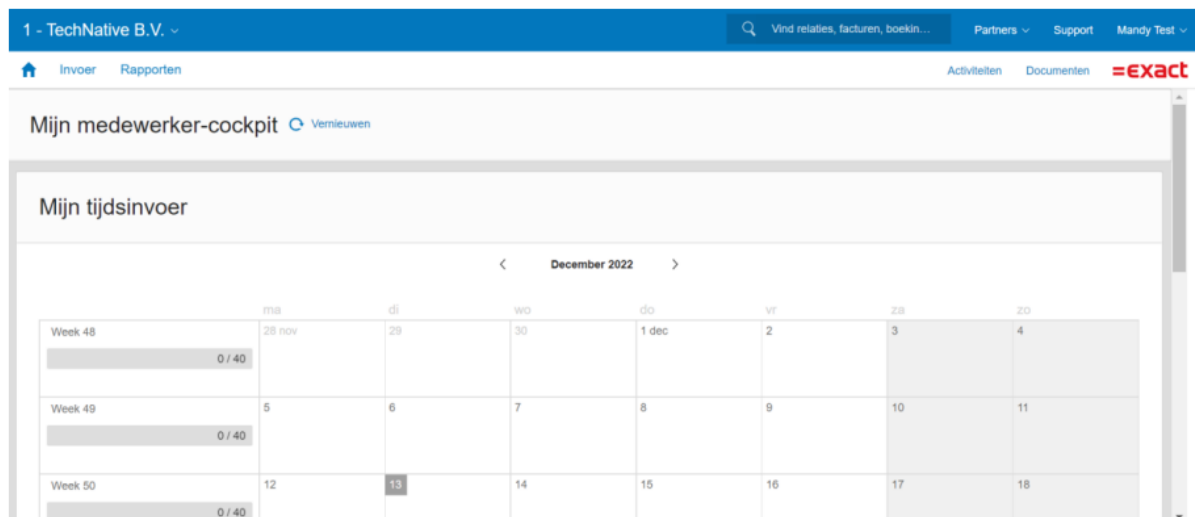 1 - TechNative B.V.
Vind relaties, facturen, boekin...
Partners
Support
Mandy Test
Invoer
Rapporten
Activiteiten
Documenten
=exact
Mijn medewerker-cockpit
Vernieuwen
Mijn tijdsinvoer
December 2022
ma di wo do vr za zo
Week 48 28 nov 29 30 1 dec 2 3 4
0 / 40
Week 49 5 6 7 8 9 10 11
0 / 40
Week 50 12 13 14 15 16 17 18
0 / 40